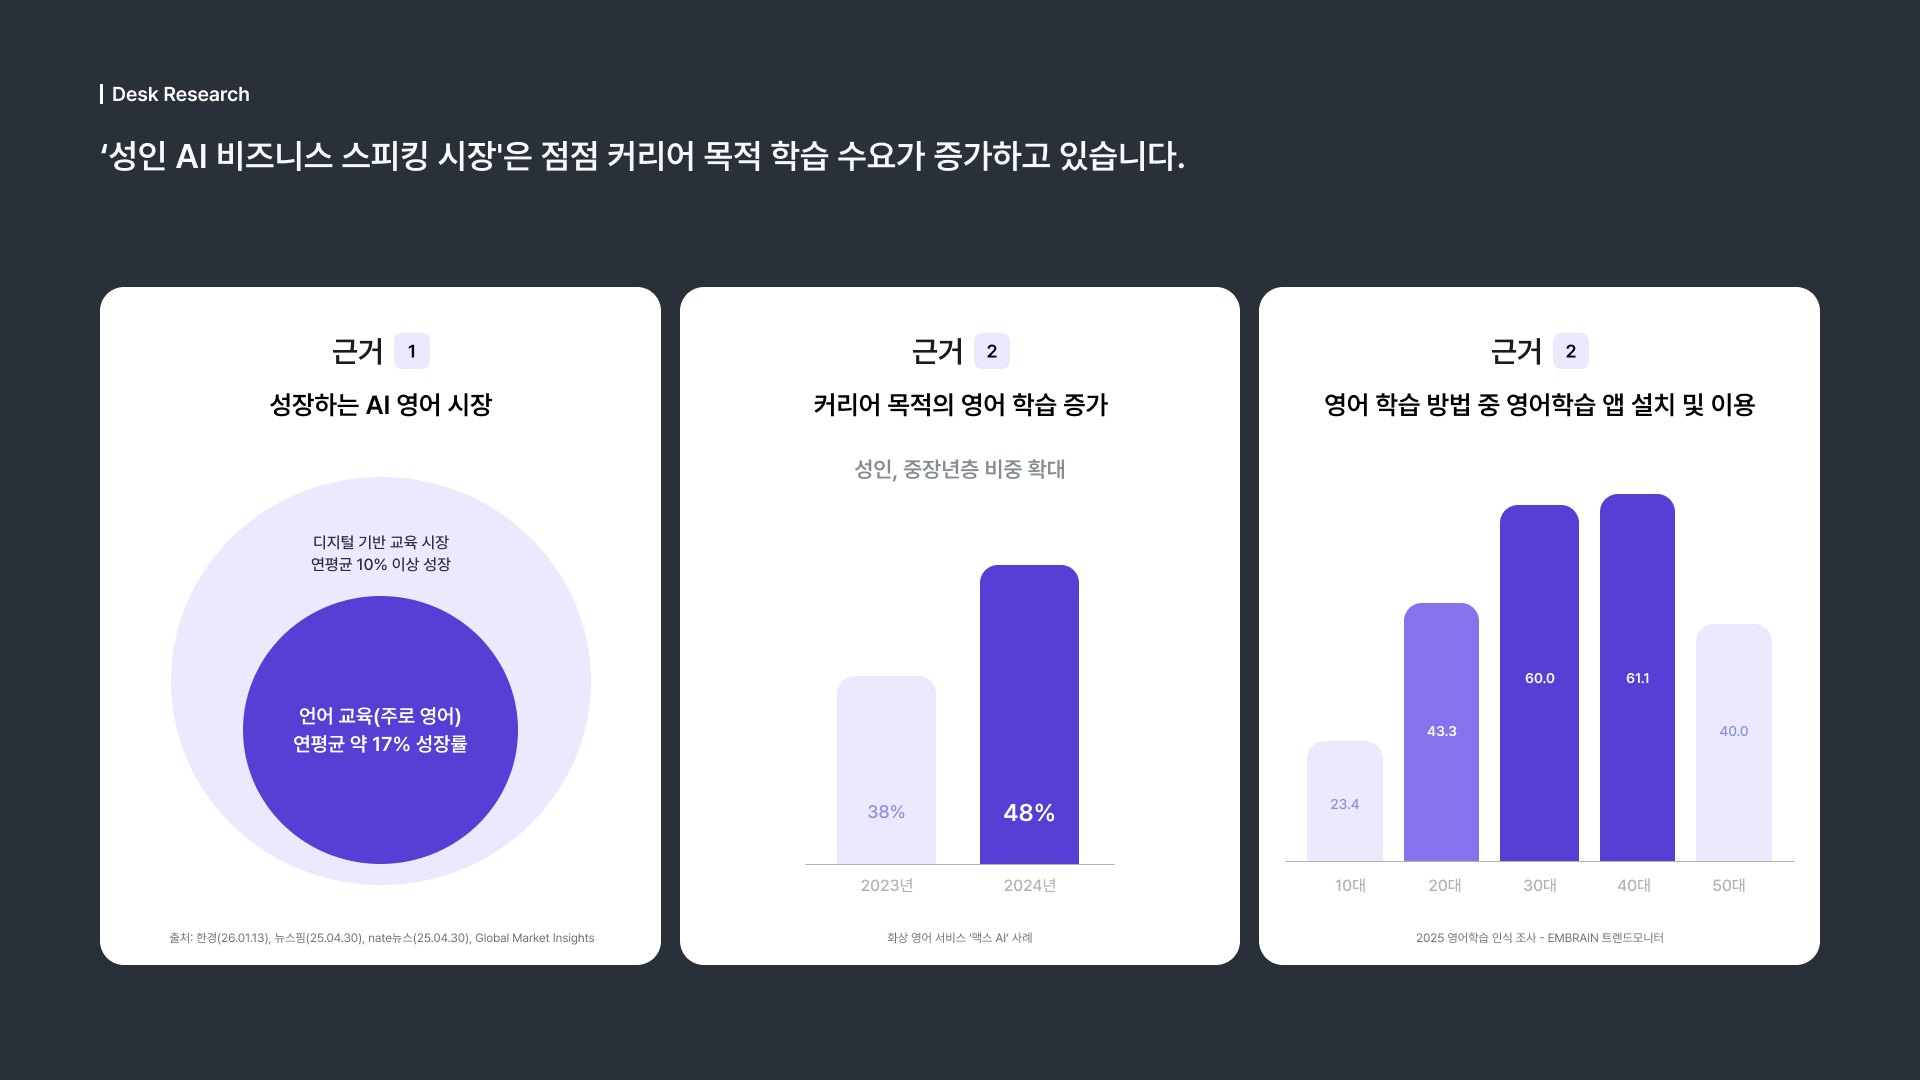 Desk Research
‘성인 AI 비즈니스 스피킹 시장'은 점점 커리어 목적 학습 수요가 증가하고 있습니다.
근거 1
성장하는 AI 영어 시장
디지털 기반 교육 시장
연평균 10% 이상 성장
언어 교육(주로 영어)
연평균 약 17% 성장률
출처: 한경(26.01.13), 뉴스핌(25.04.30), nate뉴스(25.04.30), Global Market Insights
근거 2
커리어 목적의 영어 학습 증가
성인, 중장년층 비중 확대
38%
48%
2023년
2024년
화상 영어 서비스 ‘맥스 AI’ 사례
근거 2
영어 학습 방법 중 영어학습 앱 설치 및 이용
23.4
43.3
60.0
61.1
40.0
10대
20대
30대
40대
50대
2025 영어학습 인식 조사 - EMBRAIN 트렌드모니터